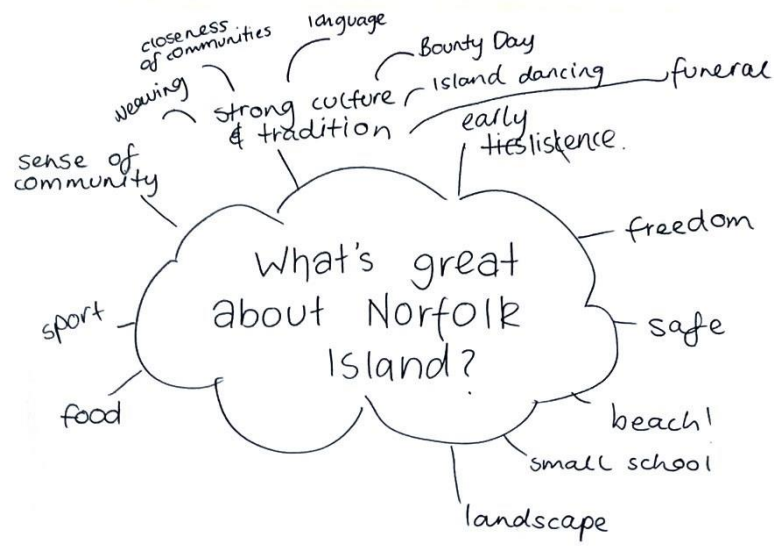 closeness
of communities
language
Bounty Day
weaving
Island dancing
funeral
strong culture
& tradition
early
sense of
community
freedom
What's great
about Norfolk
Island?
sport
safe
food
beach!
small school
landscape